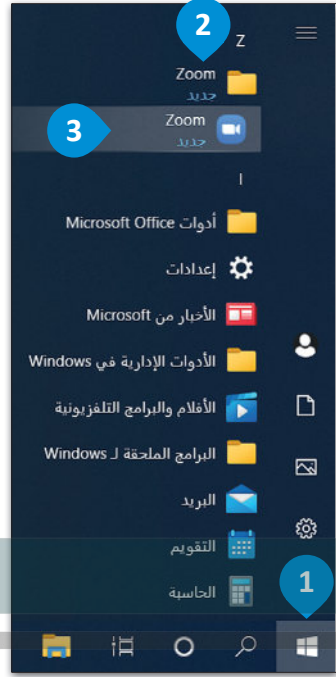 2
Z
Zoom
جديد
3
Zoom
جديد
ا
أدوات Microsoft Office
إعدادات
الأخبار من Microsoft
الأدوات الإدارية في Windows
الأفلام والبرامج التلفزيونية
البرامج الملحقة لـ Windows
البريد
التقويم
الحاسبة
1